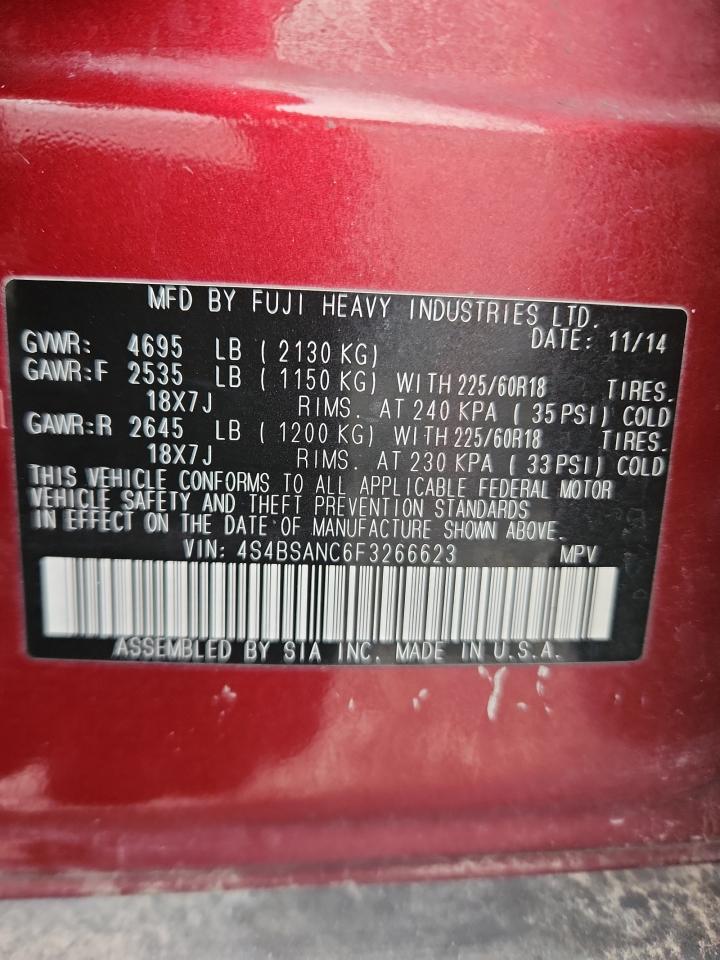 MFD BY FUJI HEAVY INDUSTRIES LTD.
DATE: 11/14
GVWR: 4695 LB ( 2130 KG)
GAWR:F 2535 LB ( 1150 KG) WITH 225/60R18 TIRES.
18X7J RIMS. AT 240 KPA ( 35 PSI) COLD
GAWR:R 2645 LB ( 1200 KG) WITH 225/60R18 TIRES.
18X7J RIMS. AT 230 KPA ( 33 PSI) COLD
THIS VEHICLE CONFORMS TO ALL APPLICABLE FEDERAL MOTOR
VEHICLE SAFETY AND THEFT PREVENTION STANDARDS
IN EFFECT ON THE DATE OF MANUFACTURE SHOWN ABOVE.
VIN: 4S4BSANC6F3266623 MPV
ASSEMBLED BY SIA INC. MADE IN U.S.A.